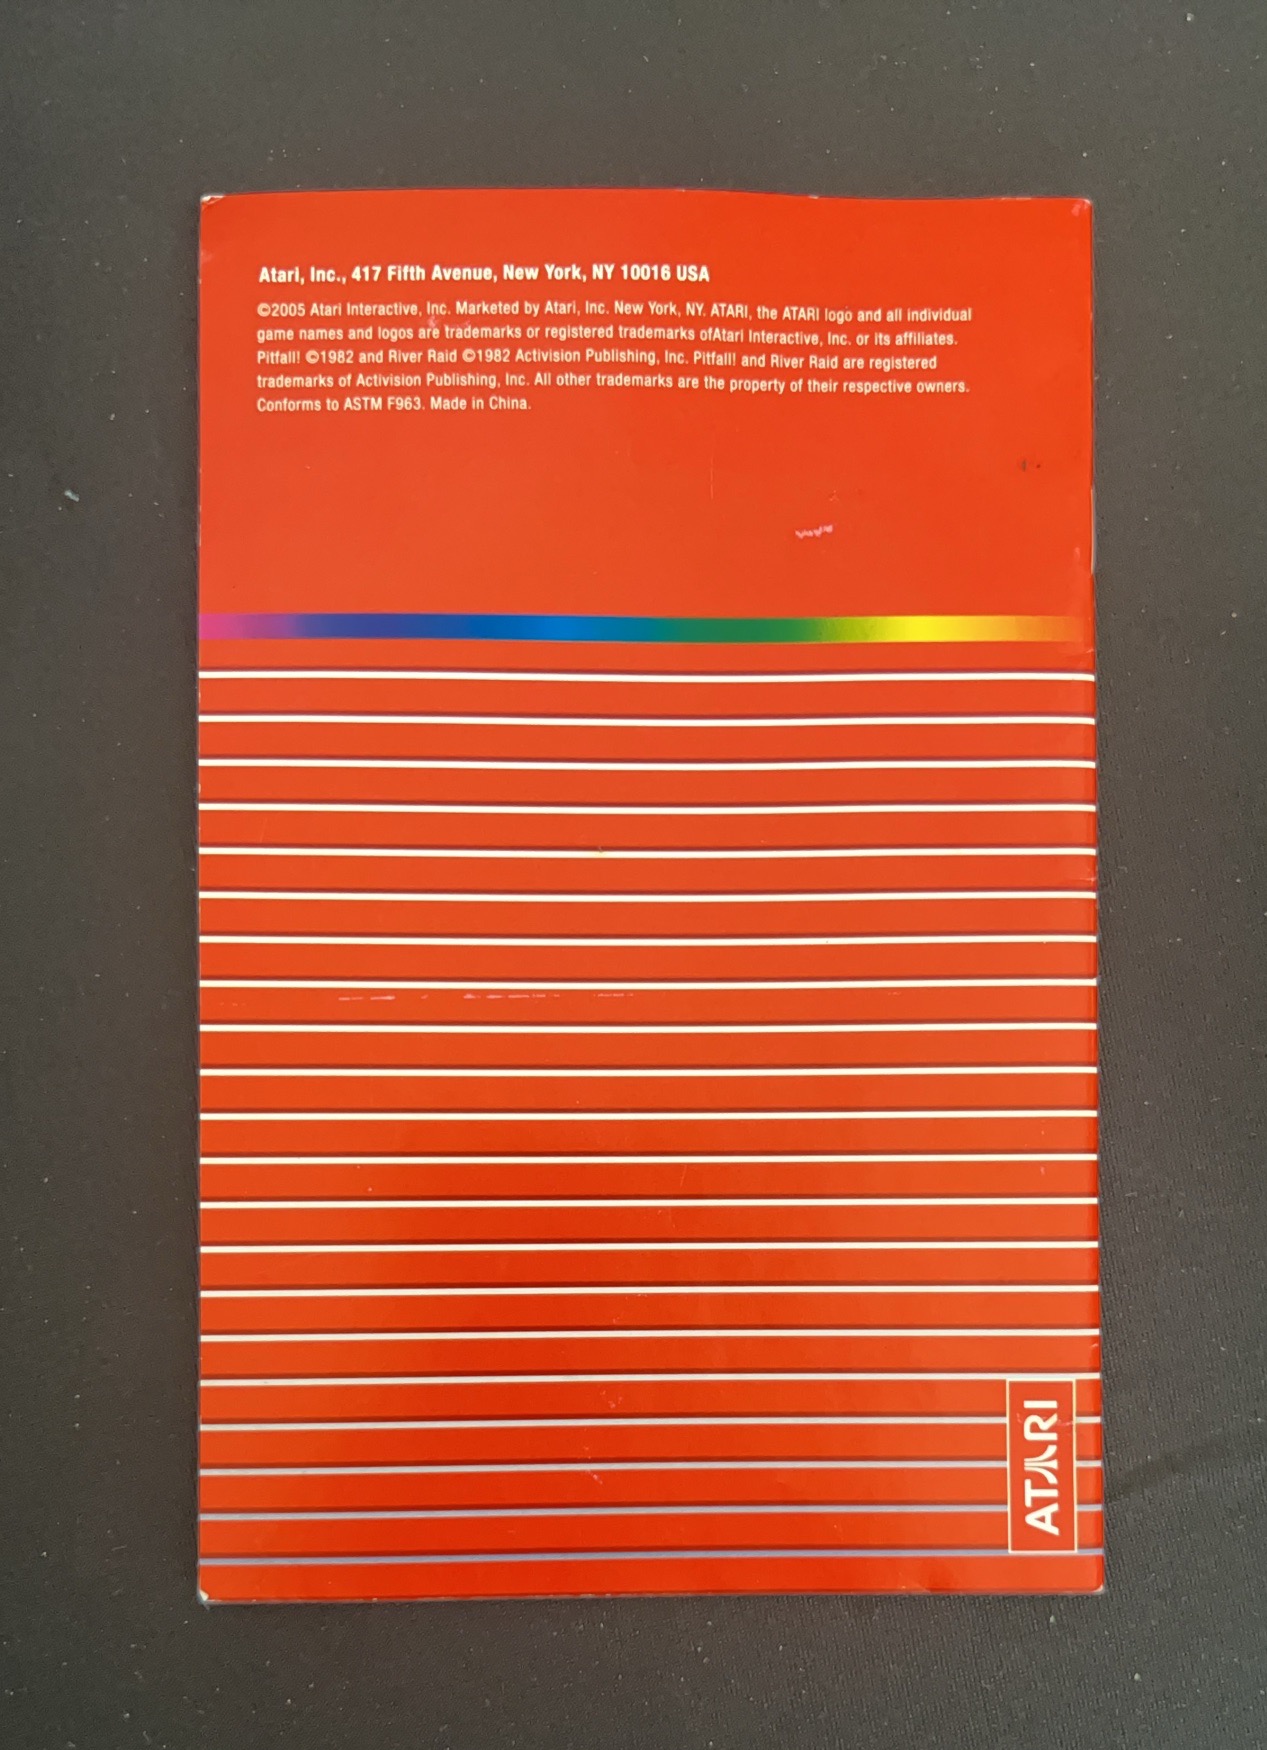 Atari, Inc., 417 Fifth Avenue, New York, NY 10016 USA
©2005 Atari Interactive, Inc. Marketed by Atari, Inc. New York, NY. ATARI, the ATARI logo and all individual
game names and logos are trademarks or registered trademarks ofAtari Interactive, Inc. or its affiliates.
Pitfall! ©1982 and River Raid ©1982 Activision Publishing, Inc. Pitfall! and River Raid are registered
trademarks of Activision Publishing, Inc. All other trademarks are the property of their respective owners.
Conforms to ASTM F963. Made in China.
ATARI